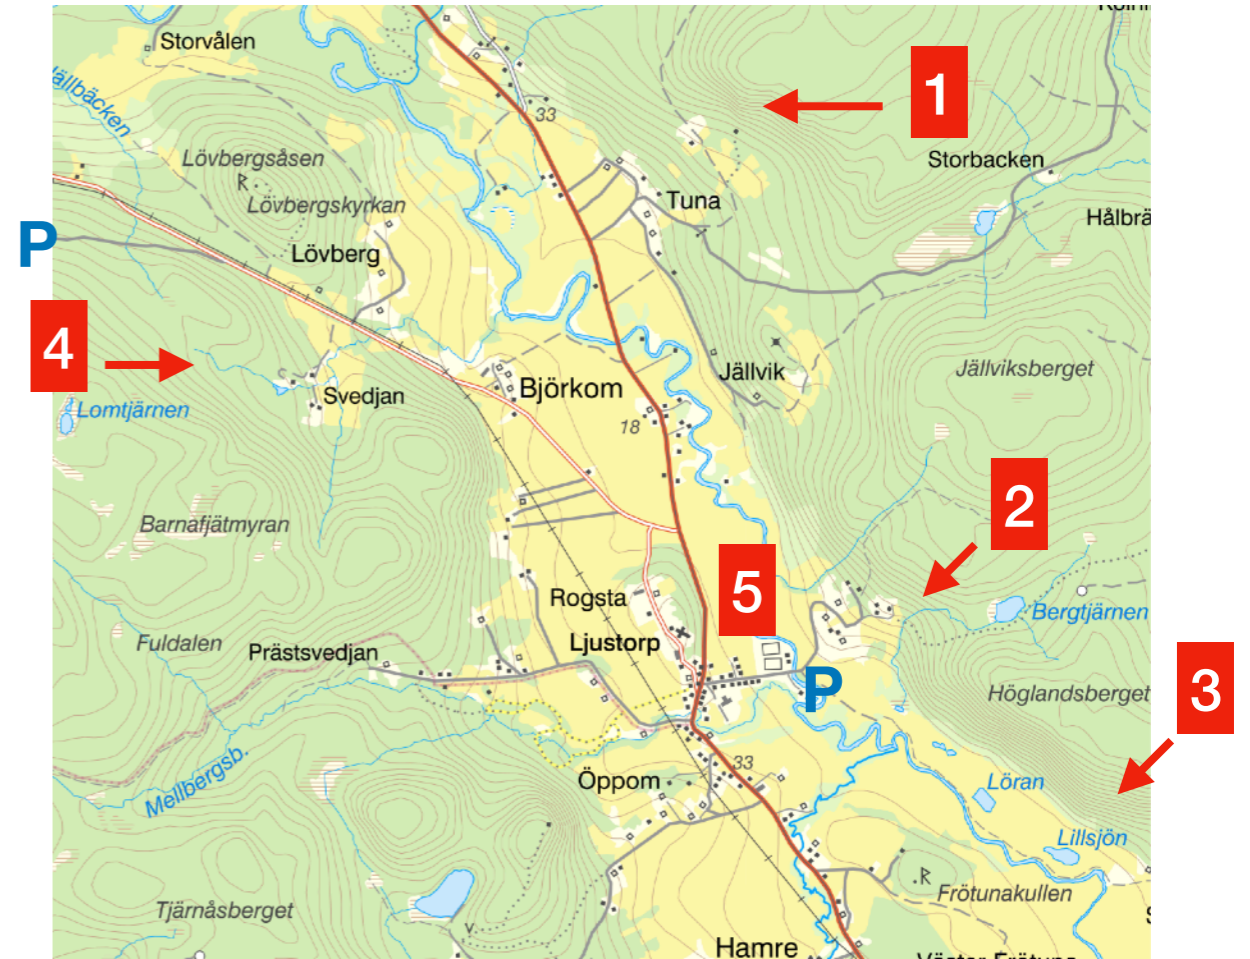 Storvålen
1
33
Jällbäcken
Storbacken
Lövbergsåsen
R
Lövbergskyrkan
Tuna
Hålbrä
P
Lövberg
4
Svedjan
Björkom
Jällvik
Jällviksberget
Lomtjärnen
18
2
Barnafjätmyran
5
Rogsta
Bergtjärnen
Ljustorp
Fuldalen
Prästsvedjan
3
P
Höglandsberget
Mellbergsb.
Öppom
33
Löran
Lillsjön
R
Frötunakullen
Tjärnåsberget
Hamre